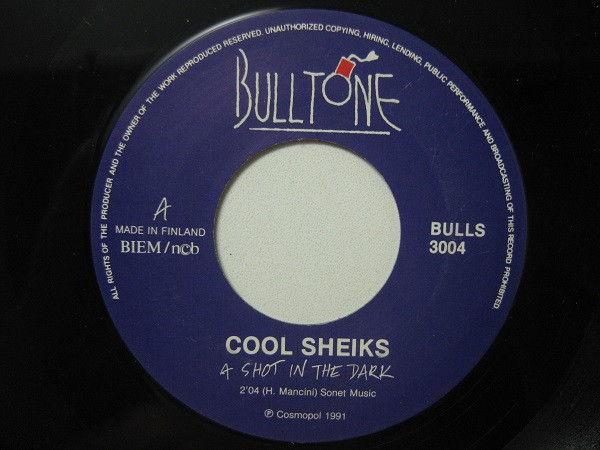 ALL RIGHTS OF THE PRODUCER AND THE OWNER OF THE WORK REPRODUCED RESERVED. UNAUTHORIZED COPYING, HIRING, LENDING, PUBLIC PERFORMANCE AND BROADCASTING OF THIS RECORD PROHIBITED.
BULLTONE
A
MADE IN FINLAND
BIEM/ncb
BULLS
3004
COOL SHEIKS
A SHOT IN THE DARK
2'04 (H. Mancini) Sonet Music
℗ Cosmopol 1991